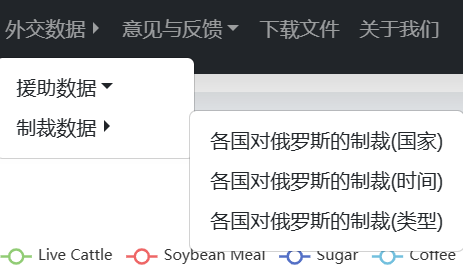 外交数据 意见与反馈 下载文件 关于我们
援助数据
制裁数据
各国对俄罗斯的制裁(国家)
各国对俄罗斯的制裁(时间)
各国对俄罗斯的制裁(类型)
Live Cattle Soybean Meal Sugar Coffee